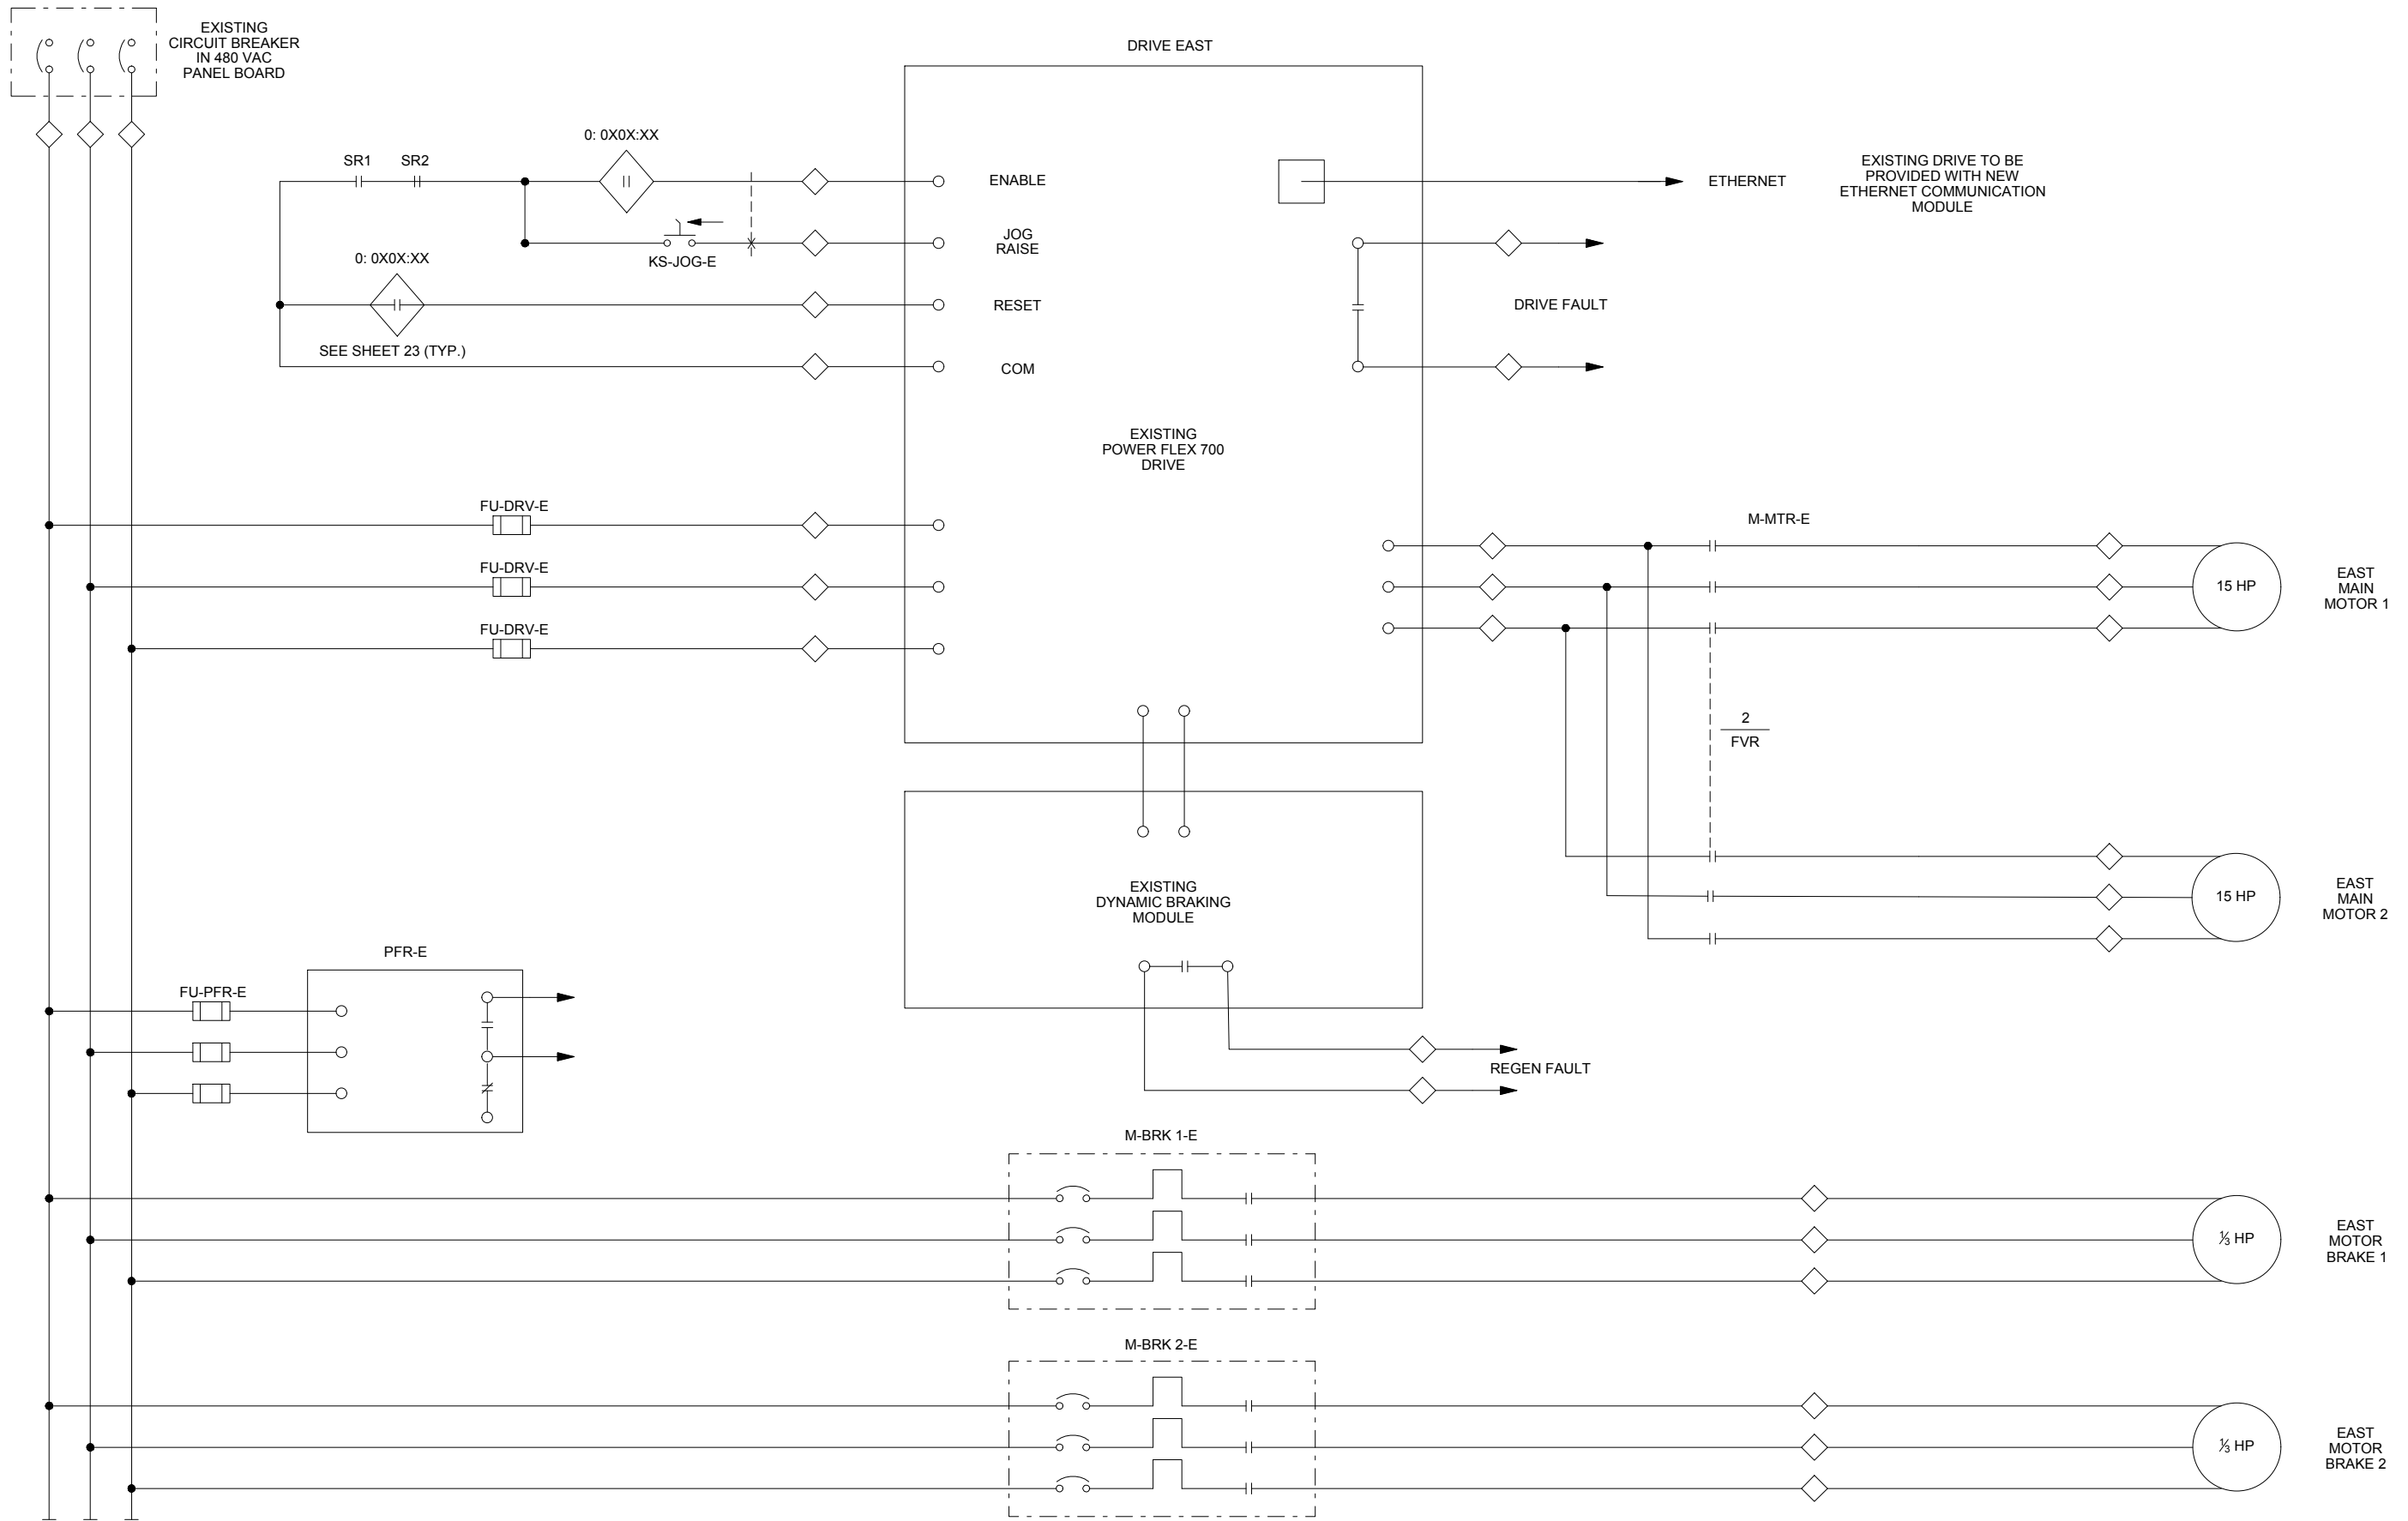 EXISTING
CIRCUIT BREAKER
IN 480 VAC
PANEL BOARD
DRIVE EAST
0: 0X0X:XX
SR1
SR2
ENABLE
ETHERNET
EXISTING DRIVE TO BE
PROVIDED WITH NEW
ETHERNET COMMUNICATION
MODULE
JOG
RAISE
KS-JOG-E
0: 0X0X:XX
RESET
DRIVE FAULT
SEE SHEET 23 (TYP.)
COM
EXISTING
POWER FLEX 700
DRIVE
FU-DRV-E
FU-DRV-E
FU-DRV-E
M-MTR-E
15 HP
EAST
MAIN
MOTOR 1
2
FVR
EXISTING
DYNAMIC BRAKING
MODULE
15 HP
EAST
MAIN
MOTOR 2
PFR-E
FU-PFR-E
REGEN FAULT
M-BRK 1-E
⅓ HP
EAST
MOTOR
BRAKE 1
M-BRK 2-E
⅓ HP
EAST
MOTOR
BRAKE 2